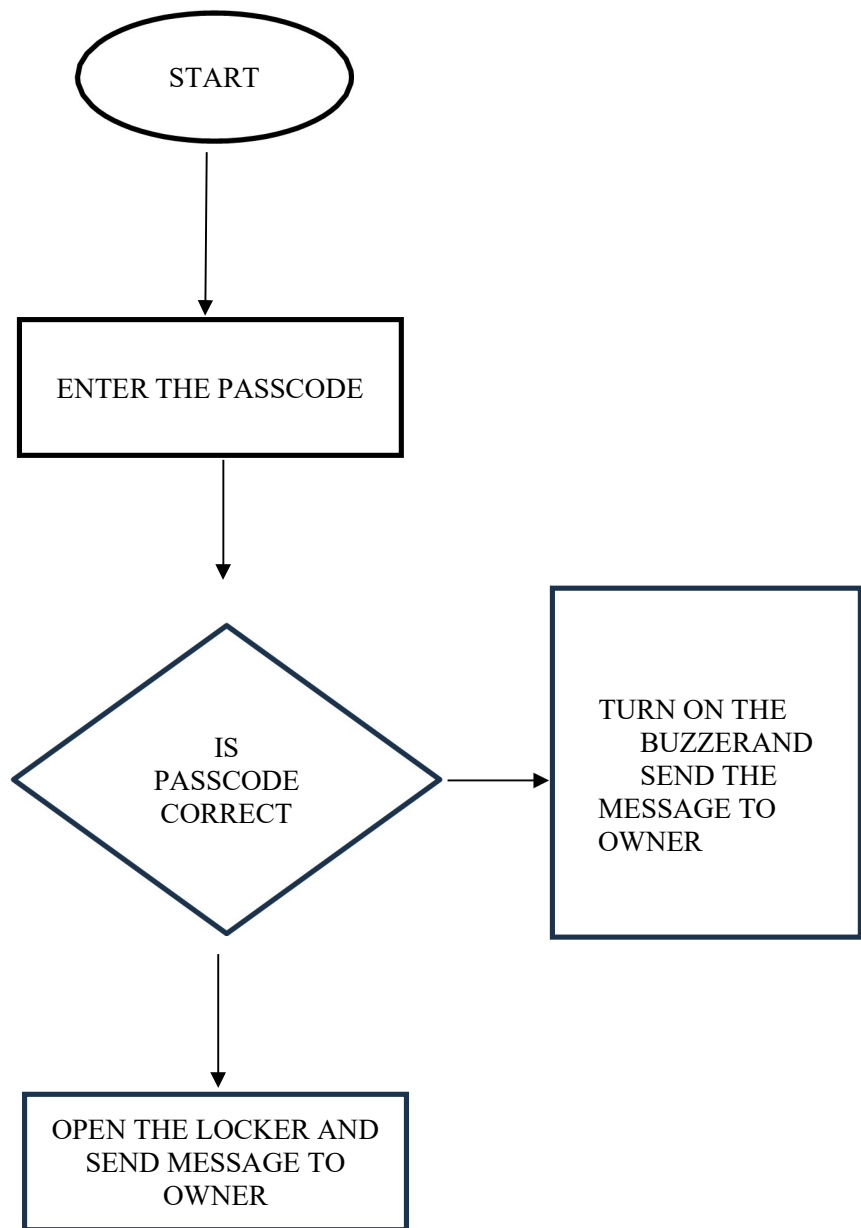 START
ENTER THE PASSCODE
IS
PASSCODE
CORRECT
TURN ON THE
BUZZERAND
SEND THE
MESSAGE TO
OWNER
OPEN THE LOCKER AND
SEND MESSAGE TO
OWNER